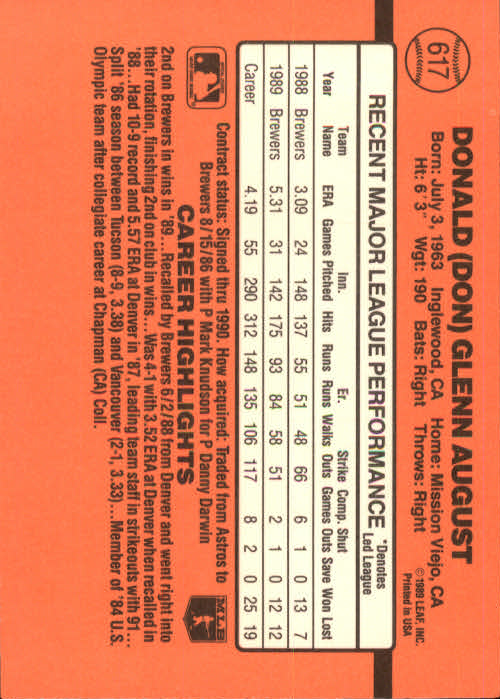 617
DONALD (DON) GLENN AUGUST
Born: July 3, 1963 Inglewood, CA Home: Mission Viejo, CA
Ht: 6'3" Wgt: 190 Bats: Right Throws: Right
© 1989 LEAF, INC.
Printed in USA
RECENT MAJOR LEAGUE PERFORMANCE *Denotes Led League
Team Inn. Er. Strike Comp. Shut
Year Name ERA Games Pitched Hits Runs Runs Walks Outs Games Outs Save Won Lost
1988 Brewers 3.09 24 148 137 55 51 48 66 6 1 0 13 7
1989 Brewers 5.31 31 142 175 93 84 58 51 2 1 0 12 12
Career 4.19 55 290 312 148 135 106 117 8 2 0 25 19
Contract status: Signed thru 1990. How acquired: Traded from Astros to
Brewers 8/15/86 with P Mark Knudson for P Danny Darwin
CAREER HIGHLIGHTS
MLB
2nd on Brewers in wins in '89...Recalled by Brewers 6/2/88 from Denver and went right into
their rotation, finishing 2nd on club in wins...Was 4-1 with 3.52 ERA at Denver when recalled in
'88...Had 10-9 record and 5.57 ERA at Denver in '87, leading team staff in strikeouts with 91...
Split '86 season between Tucson (8-9, 3.38) and Vancouver (2-1, 3.33)...Member of '84 U.S.
Olympic team after collegiate career at Chapman (CA) Coll.